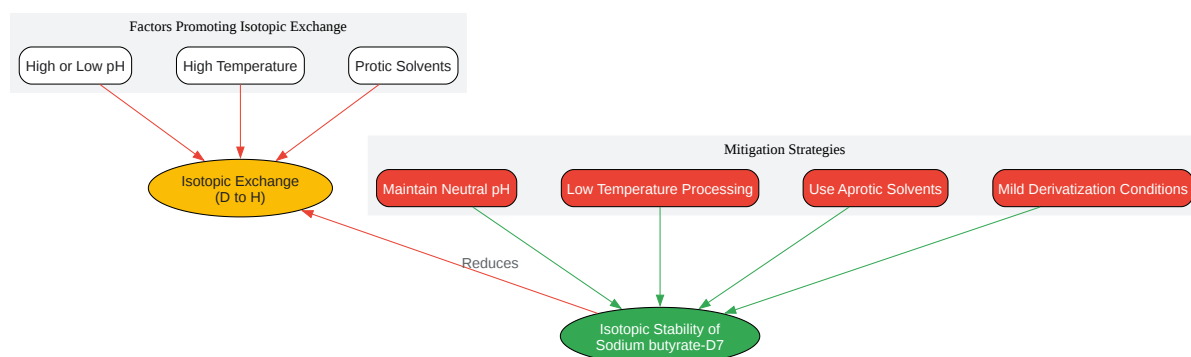 Factors Promoting Isotopic Exchange
High or Low pH
High Temperature
Protic Solvents
Mitigation Strategies
Isotopic Exchange
(D to H)
Maintain Neutral pH
Low Temperature Processing
Use Aprotic Solvents
Mild Derivatization Conditions
Reduces
Isotopic Stability of
Sodium butyrate-D7